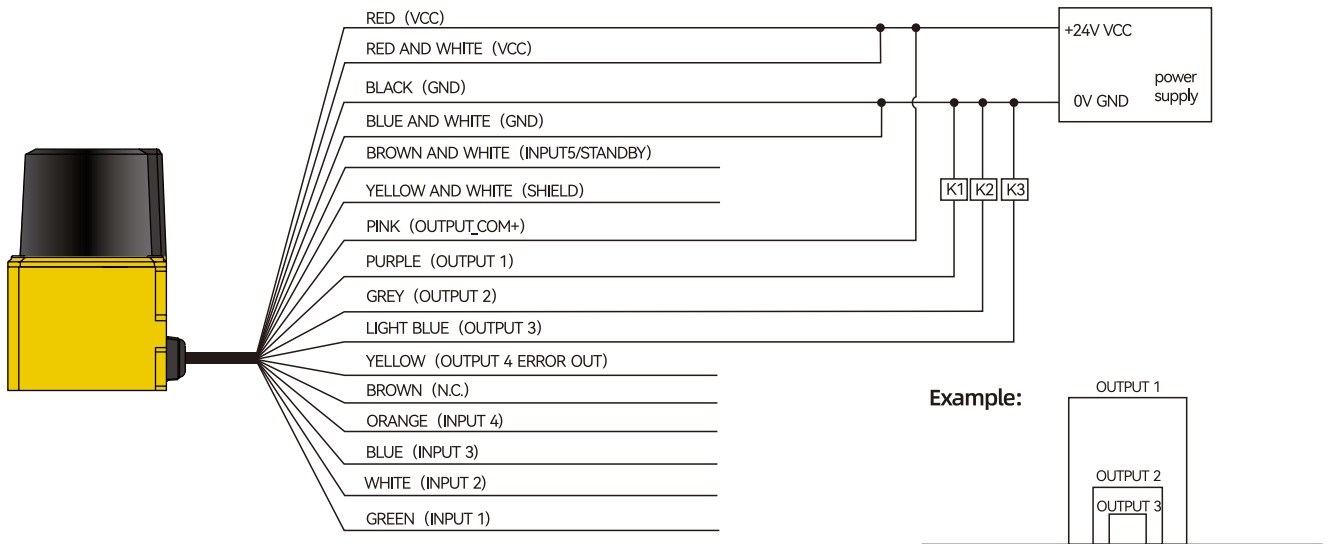 RED (VCC)
RED AND WHITE (VCC)
BLACK (GND)
BLUE AND WHITE (GND)
BROWN AND WHITE (INPUT5/STANDBY)
YELLOW AND WHITE (SHIELD)
PINK (OUTPUT_COM+)
PURPLE (OUTPUT 1)
GREY (OUTPUT 2)
LIGHT BLUE (OUTPUT 3)
YELLOW (OUTPUT 4 ERROR OUT)
BROWN (N.C.)
ORANGE (INPUT 4)
BLUE (INPUT 3)
WHITE (INPUT 2)
GREEN (INPUT 1)
+24V VCC
power
supply
0V GND
K1 K2 K3
Example:
OUTPUT 1
OUTPUT 2
OUTPUT 3